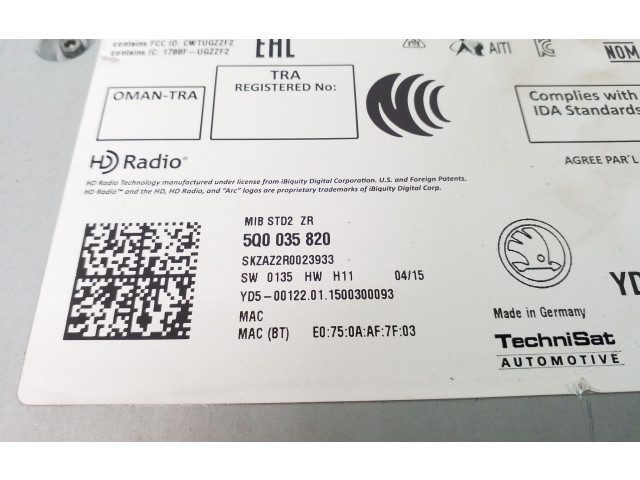 contains FCC ID: CWTUGZZF2
contains IC: 1788F-UGZZF2
EAC
AITI
NOM
OMAN-TRA
TRA
REGISTERED No:
Complies with
IDA Standards
HD Radio®
AGREE PAR'L
HD Radio Technology manufactured under license from iBiquity Digital Corporation. U.S. and Foreign Patents.
HD Radio™ and the HD, HD Radio, and "Arc" logos are proprietary trademarks of iBiquity Digital Corp.
MIB STD2 ZR
5Q0 035 820
SKZAZ2R0023933
SW 0135 HW H11 04/15
YD5-00122.01.1500300093
MAC
MAC (BT) E0:75:0A:AF:7F:03
YD
Made in Germany
TechniSat
AUTOMOTIVE